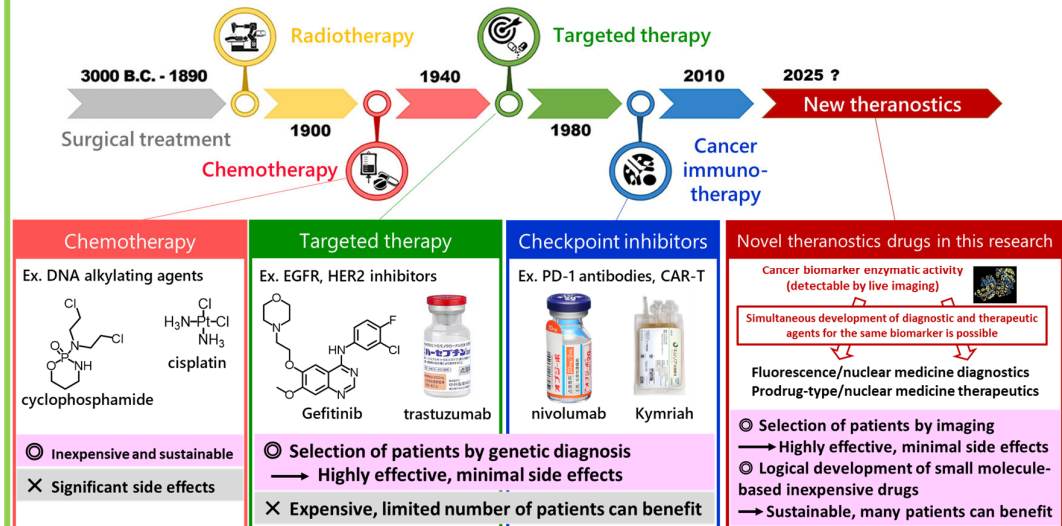 Radiotherapy
Targeted therapy
3000 B.C. - 1890
1940
2010
2025 ?
New theranostics
Surgical treatment
1900
1980
Chemotherapy
Cancer
immuno-
therapy
Chemotherapy
Ex. DNA alkylating agents
Cl
Cl
N
O
P
O
NH
cyclophosphamide
Cl
H₃N-Pt-Cl
NH₃
cisplatin
◎ Inexpensive and sustainable
× Significant side effects
Targeted therapy
Ex. EGFR, HER2 inhibitors
O
N
F
HN
Cl
O
N
O
N
Gefitinib
trastuzumab
Checkpoint inhibitors
Ex. PD-1 antibodies, CAR-T
nivolumab
Kymriah
◎ Selection of patients by genetic diagnosis
→ Highly effective, minimal side effects
× Expensive, limited number of patients can benefit
Novel theranostics drugs in this research
Cancer biomarker enzymatic activity
(detectable by live imaging)
Simultaneous development of diagnostic and therapeutic
agents for the same biomarker is possible
Fluorescence/nuclear medicine diagnostics
Prodrug-type/nuclear medicine therapeutics
◎ Selection of patients by imaging
→ Highly effective, minimal side effects
◎ Logical development of small molecule-
based inexpensive drugs
→ Sustainable, many patients can benefit